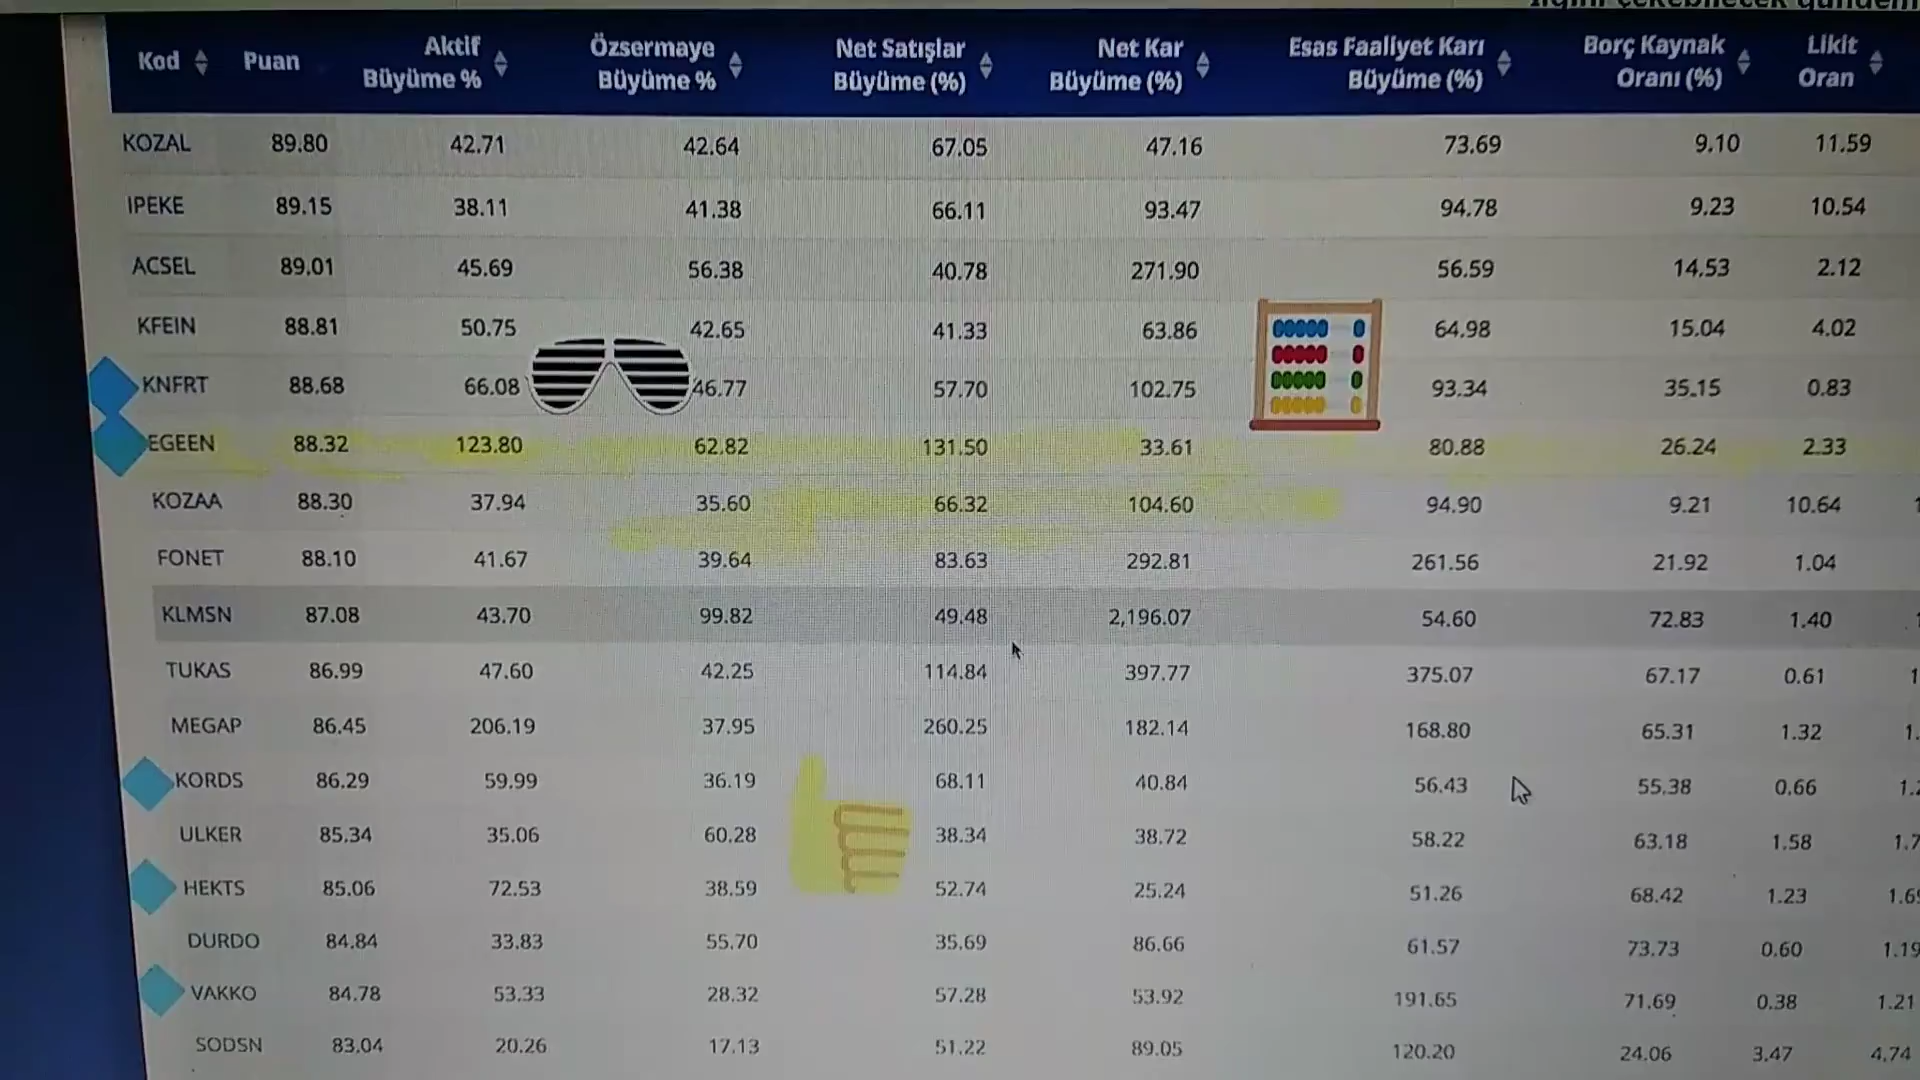 Kod Puan Aktif Büyüme % Özsermaye Büyüme % Net Satışlar Büyüme (%) Net Kar Büyüme (%) Esas Faaliyet Karı Büyüme (%) Borç Kaynak Oranı (%) Likit Oran
KOZAL 89.80 42.71 42.64 67.05 47.16 73.69 9.10 11.59
IPEKE 89.15 38.11 41.38 66.11 93.47 94.78 9.23 10.54
ACSEL 89.01 45.69 56.38 40.78 271.90 56.59 14.53 2.12
KFEIN 88.81 50.75 42.65 41.33 63.86 64.98 15.04 4.02
KNFRT 88.68 66.08 46.77 57.70 102.75 93.34 35.15 0.83
EGEEN 88.32 123.80 62.82 131.50 33.61 80.88 26.24 2.33
KOZAA 88.30 37.94 35.60 66.32 104.60 94.90 9.21 10.64
FONET 88.10 41.67 39.64 83.63 292.81 261.56 21.92 1.04
KLMSN 87.08 43.70 99.82 49.48 2,196.07 54.60 72.83 1.40
TUKAS 86.99 47.60 42.25 114.84 397.77 375.07 67.17 0.61
MEGAP 86.45 206.19 37.95 260.25 182.14 168.80 65.31 1.32
KORDS 86.29 59.99 36.19 68.11 40.84 56.43 55.38 0.66
ULKER 85.34 35.06 60.28 38.34 38.72 58.22 63.18 1.58
HEKTS 85.06 72.53 38.59 52.74 25.24 51.26 68.42 1.23
DURDO 84.84 33.83 55.70 35.69 86.66 61.57 73.73 0.60 1.19
VAKKO 84.78 53.33 28.32 57.28 53.92 191.65 71.69 0.38 1.21
SODSN 83.04 20.26 17.13 51.22 89.05 120.20 24.06 3.47 4.74